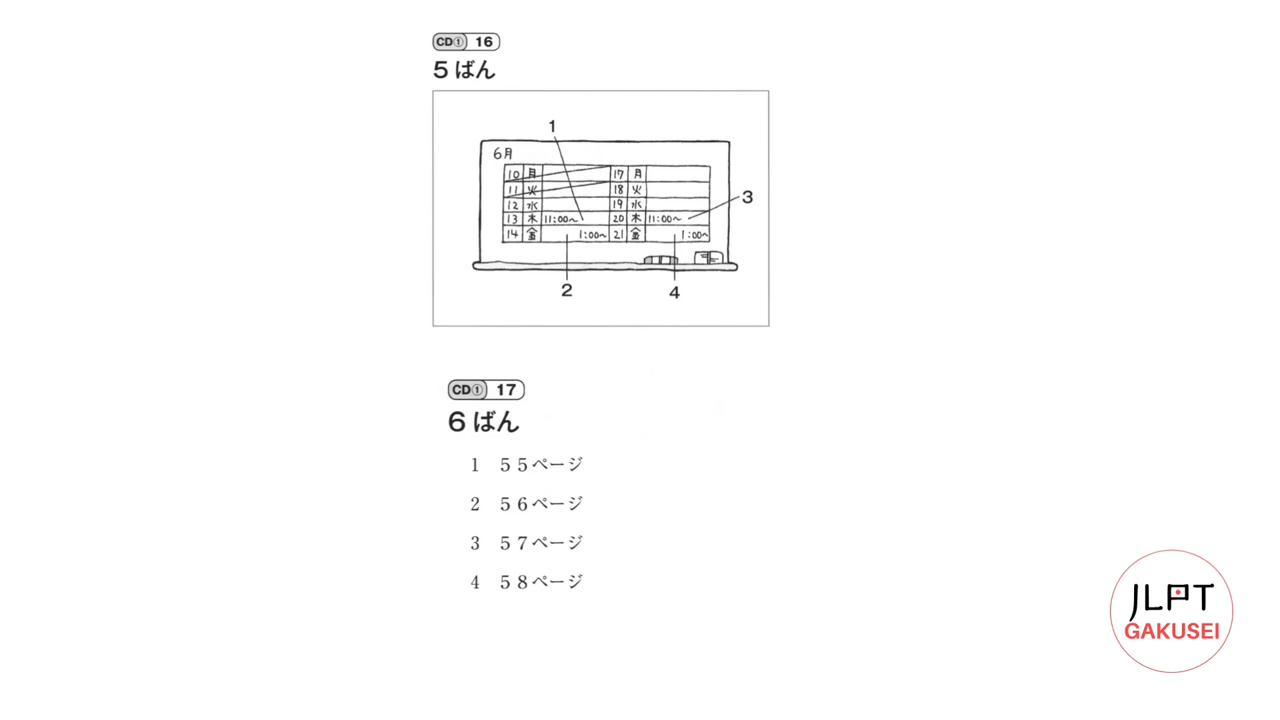 CD① 16
5ばん
1
6月
10 月 17 月
11 火 18 火
12 水 19 水
13 木 11:00~ 20 木 11:00~
14 金 1:00~ 21 金 1:00~
3
2 4
CD① 17
6ばん
1 55ページ
2 56ページ
3 57ページ
4 58ページ
JLPT
GAKUSEI